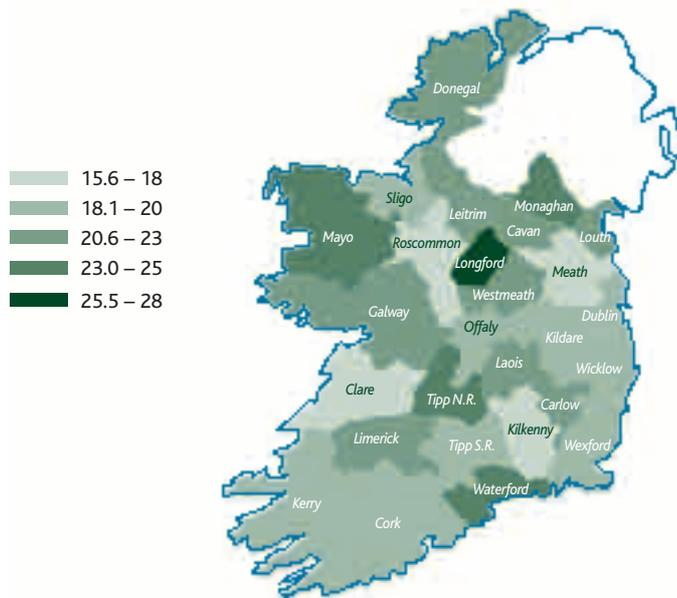 15.6 – 18
18.1 – 20
20.6 – 23
23.0 – 25
25.5 – 28
Donegal
Sligo
Leitrim
Monaghan
Cavan
Louth
Mayo
Roscommon
Longford
Meath
Westmeath
Galway
Dublin
Offaly
Kildare
Laois
Wicklow
Clare
Tipp N.R.
Carlow
Kilkenny
Limerick
Tipp S.R.
Wexford
Waterford
Kerry
Cork